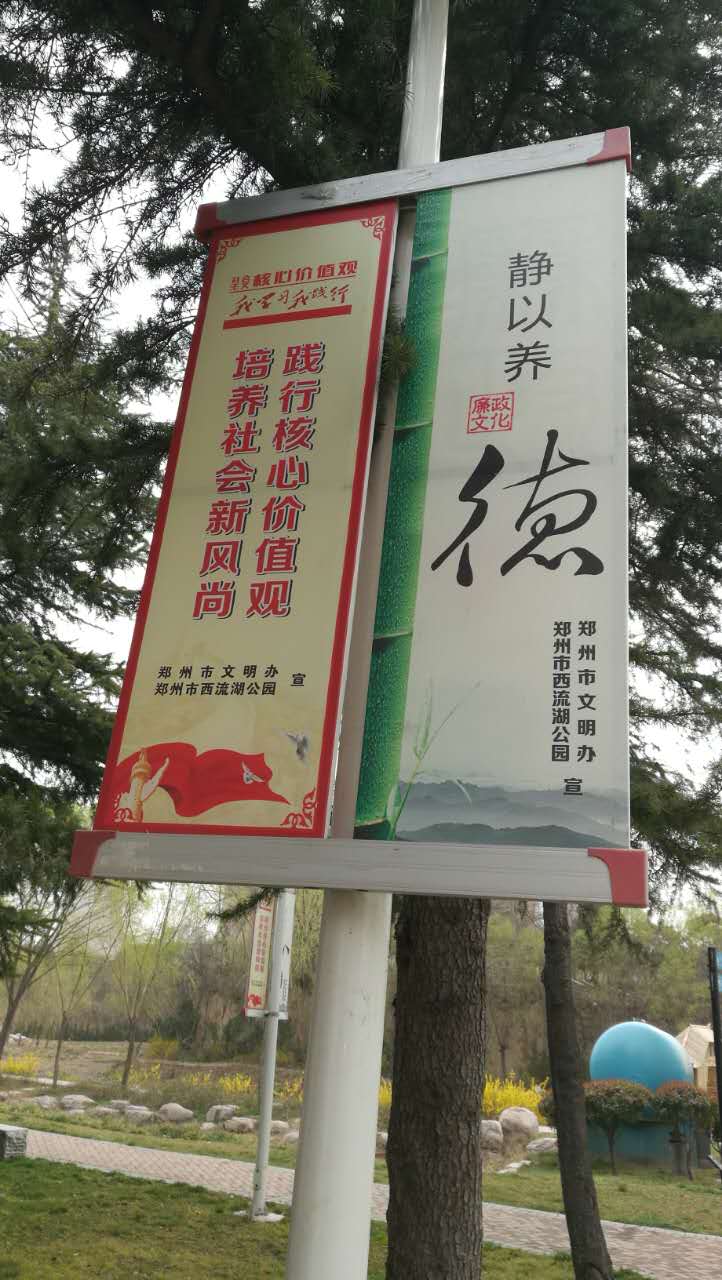 社会主义核心价值观
我学习我践行
践行核心价值观
培养社会新风尚
郑州市文明办
郑州市西流湖公园
宣
静以养
廉政
文化
德
郑州市文明办
郑州市西流湖公园
宣